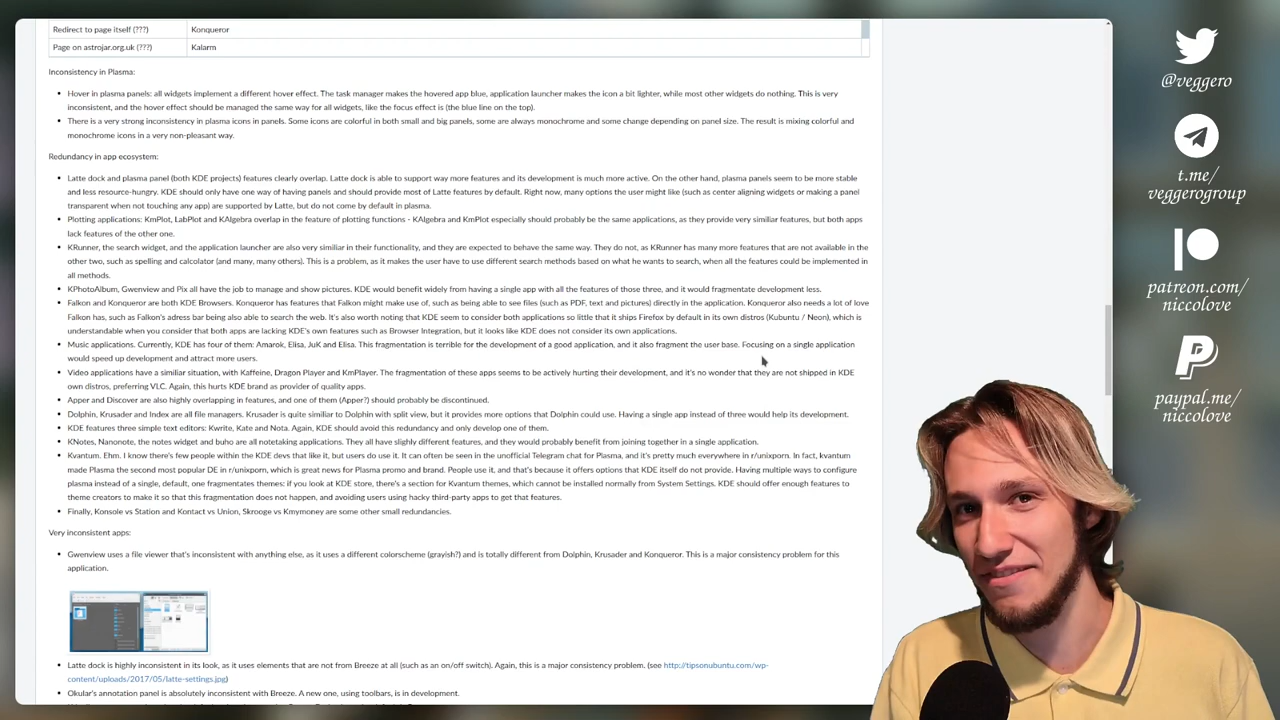 Redirect to page itself (???) Konqueror
Page on astrojar.org.uk (???) Kalarm
Inconsistency in Plasma:
Hover in plasma panels: all widgets implement a different hover effect. The task manager makes the hovered app blue, application launcher makes the icon a bit lighter, while most other widgets do nothing. This is very
inconsistent, and the hover effect should be managed the same way for all widgets, like the focus effect is (the blue line on the top).
There is a very strong inconsistency in plasma icons in panels. Some icons are colorful in both small and big panels, some are always monochrome and some change depending on panel size. The result is mixing colorful and
monochrome icons in a very non-pleasant way.
Redundancy in app ecosystem:
Latte dock and plasma panel (both KDE projects) features clearly overlap. Latte dock is able to support way more features and its development is much more active. On the other hand, plasma panels seem to be more stable
and less resource-hungry. KDE should only have one way of having panels and should provide most of Latte features by default. Right now, many options the user might like (such as center aligning widgets or making a panel
transparent when not touching any app) are supported by Latte, but do not come by default in plasma.
Plotting applications: KmPlot, LabPlot and KAlgebra overlap in the feature of plotting functions - KAlgebra and KmPlot especially should probably be the same applications, as they provide very similiar features, but both apps
lack features of the other one.
KRunner, the search widget, and the application launcher are also very similiar in their functionality, and they are expected to behave the same way. They do not, as KRunner has many more features that are not available in the
other two, such as spelling and calcolator (and many, many others). This is a problem, as it makes the user have to use different search methods based on what he wants to search, when all the features could be implemented in
all methods.
KPhotoAlbum, Gwenview and Pix all have the job to manage and show pictures. KDE would benefit widely from having a single app with all the features of those three, and it would fragmentate development less.
Falkon and Konqueror are both KDE Browsers. Konqueror has features that Falkon might make use of, such as being able to see files (such as PDF, text and pictures) directly in the application. Konqueror also needs a lot of love
Falkon has, such as Falkon's adress bar being also able to search the web. It's also worth noting that KDE seem to consider both applications so little that it ships Firefox by default in its own distros (Kubuntu / Neon), which is
understandable when you consider that both apps are lacking KDE's own features such as Browser Integration, but it looks like KDE does not consider its own applications.
Music applications. Currently, KDE has four of them: Amarok, Elisa, JuK and Elisa. This fragmentation is terrible for the development of a good application, and it also fragment the user base. Focusing on a single application
would speed up development and attract more users.
Video applications have a similiar situation, with Kaffeine, Dragon Player and KmPlayer. The fragmentation of these apps seems to be actively hurting their development, and it's no wonder that they are not shipped in KDE
own distros, preferring VLC. Again, this hurts KDE brand as provider of quality apps.
Apper and Discover are also highly overlapping in features, and one of them (Apper?) should probably be discontinued.
Dolphin, Krusader and Index are all file managers. Krusader is quite similiar to Dolphin with split view, but it provides more options that Dolphin could use. Having a single app instead of three would help its development.
KDE features three simple text editors: Kwrite, Kate and Nota. Again, KDE should avoid this redundancy and only develop one of them.
KNotes, Nanonote, the notes widget and buho are all notetaking applications. They all have slighly different features, and they would probably benefit from joining together in a single application.
Kvantum. Ehm. I know there's few people within the KDE devs that like it, but users do use it. It can often be seen in the unofficial Telegram chat for Plasma, and it's pretty much everywhere in r/unixporn. In fact, kvantum
made Plasma the second most popular DE in r/unixporn, which is great news for Plasma promo and brand. People use it, and that's because it offers options that KDE itself do not provide. Having multiple ways to configure
plasma instead of a single, default, one fragmentates themes: if you look at KDE store, there's a section for Kvantum themes, which cannot be installed normally from System Settings. KDE should offer enough features to
theme creators to make it so that this fragmentation does not happen, and avoiding users using hacky third-party apps to get that features.
Finally, Konsole vs Station and Kontact vs Union, Skrooge vs Kmymoney are some other small redundancies.
Very inconsistent apps:
Gwenview uses a file viewer that's inconsistent with anything else, as it uses a different colorscheme (grayish?) and is totally different from Dolphin, Krusader and Konqueror. This is a major consistency problem for this
application.
Latte dock is highly inconsistent in its look, as it uses elements that are not from Breeze at all (such as an on/off switch). Again, this is a major consistency problem. (see http://tipsonubuntu.com/wp-
content/uploads/2017/05/latte-settings.jpg)
Okular's annotation panel is absolutely inconsistent with Breeze. A new one, using toolbars, is in development.
@veggero
t.me/
veggerogroup
patreon.com/
niccolove
paypal.me/
niccolove